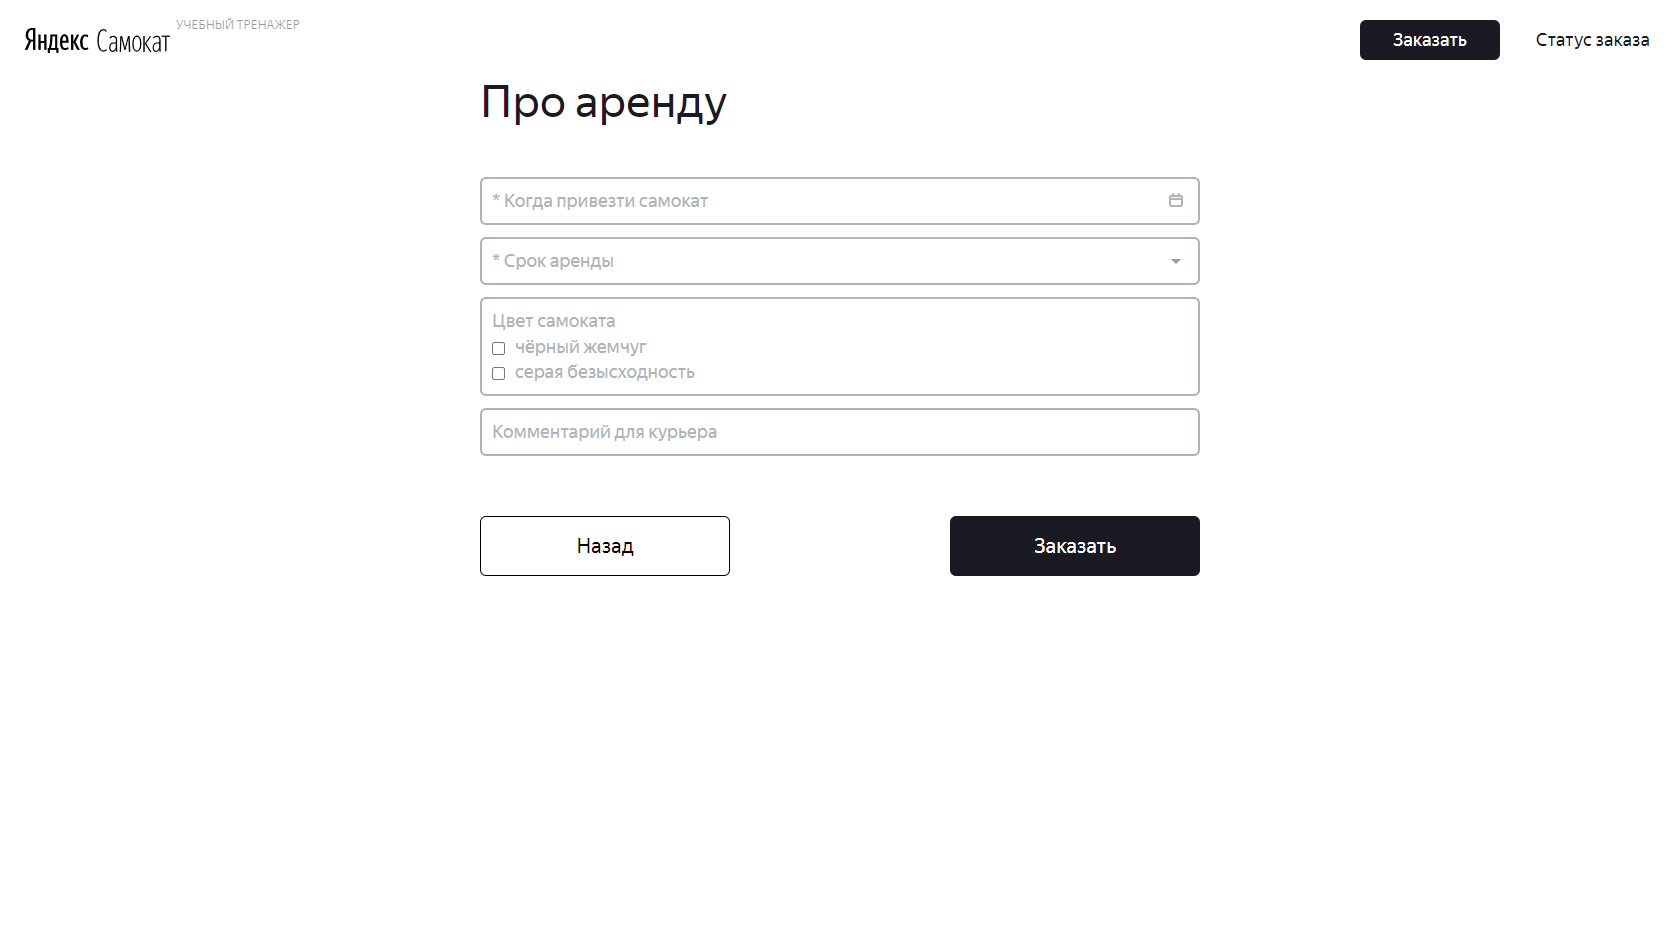 Яндекс Самокат
УЧЕБНЫЙ ТРЕНАЖЕР
Заказать
Статус заказа
Про аренду
* Когда привезти самокат
* Срок аренды
Цвет самоката
чёрный жемчуг
серая безысходность
Комментарий для курьера
Назад
Заказать